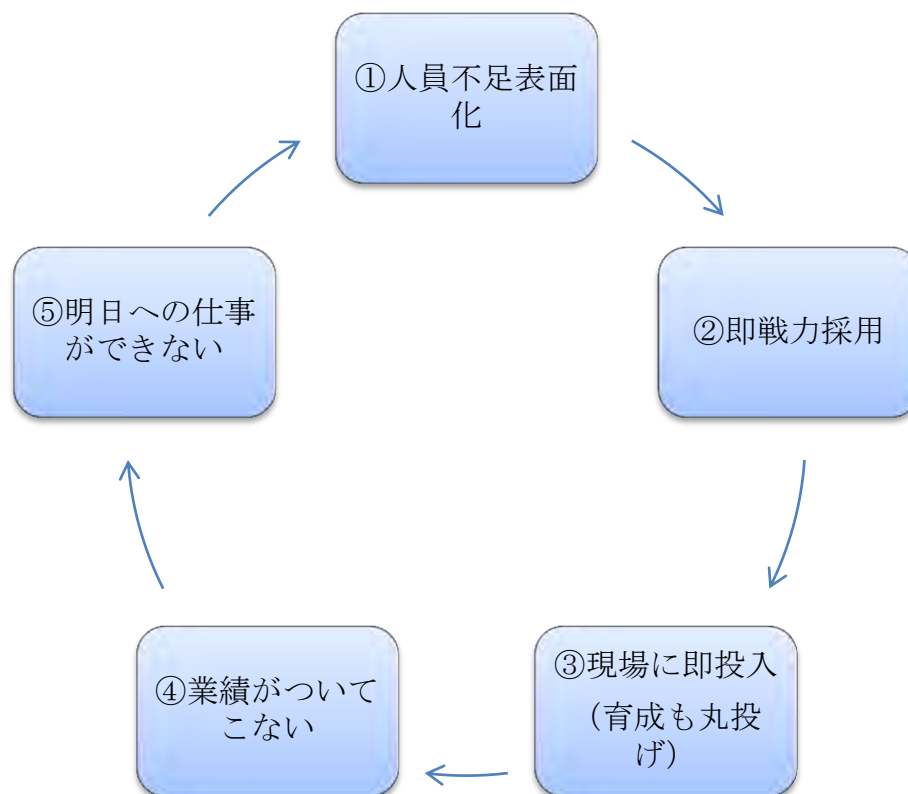 ①人員不足表面
化
②即戦力採用
③現場に即投入
（育成も丸投
げ）
④業績がついて
こない
⑤明日への仕事
ができない